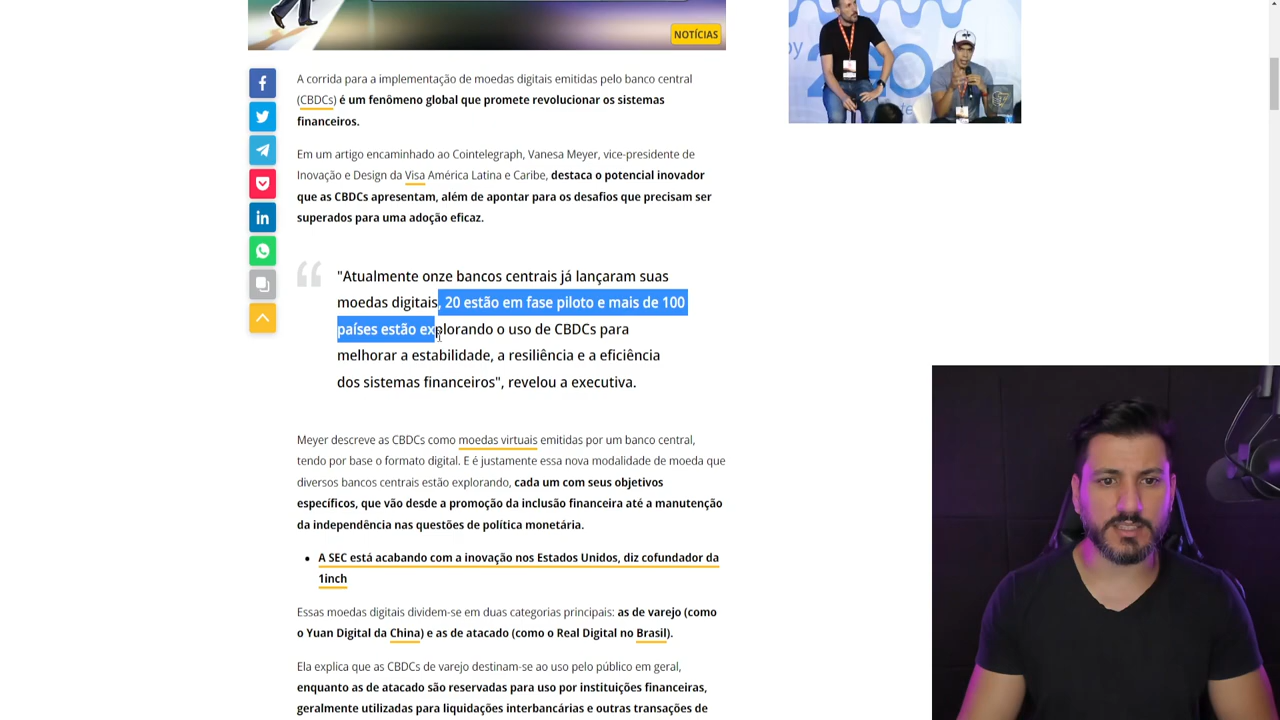 NOTÍCIAS
A corrida para a implementação de moedas digitais emitidas pelo banco central
(CBDCs) é um fenômeno global que promete revolucionar os sistemas
financeiros.
Em um artigo encaminhado ao Cointelegraph, Vanesa Meyer, vice-presidente de
Inovação e Design da Visa América Latina e Caribe, destaca o potencial inovador
que as CBDCs apresentam, além de apontar para os desafios que precisam ser
superados para uma adoção eficaz.
"Atualmente onze bancos centrais já lançaram suas
moedas digitais, 20 estão em fase piloto e mais de 100
países estão explorando o uso de CBDCs para
melhorar a estabilidade, a resiliência e a eficiência
dos sistemas financeiros", revelou a executiva.
Meyer descreve as CBDCs como moedas virtuais emitidas por um banco central,
tendo por base o formato digital. E é justamente essa nova modalidade de moeda que
diversos bancos centrais estão explorando, cada um com seus objetivos
específicos, que vão desde a promoção da inclusão financeira até a manutenção
da independência nas questões de política monetária.
A SEC está acabando com a inovação nos Estados Unidos, diz cofundador da
1inch
Essas moedas digitais dividem-se em duas categorias principais: as de varejo (como
o Yuan Digital da China) e as de atacado (como o Real Digital no Brasil).
Ela explica que as CBDCs de varejo destinam-se ao uso pelo público em geral,
enquanto as de atacado são reservadas para uso por instituições financeiras,
geralmente utilizadas para liquidações interbancárias e outras transações de